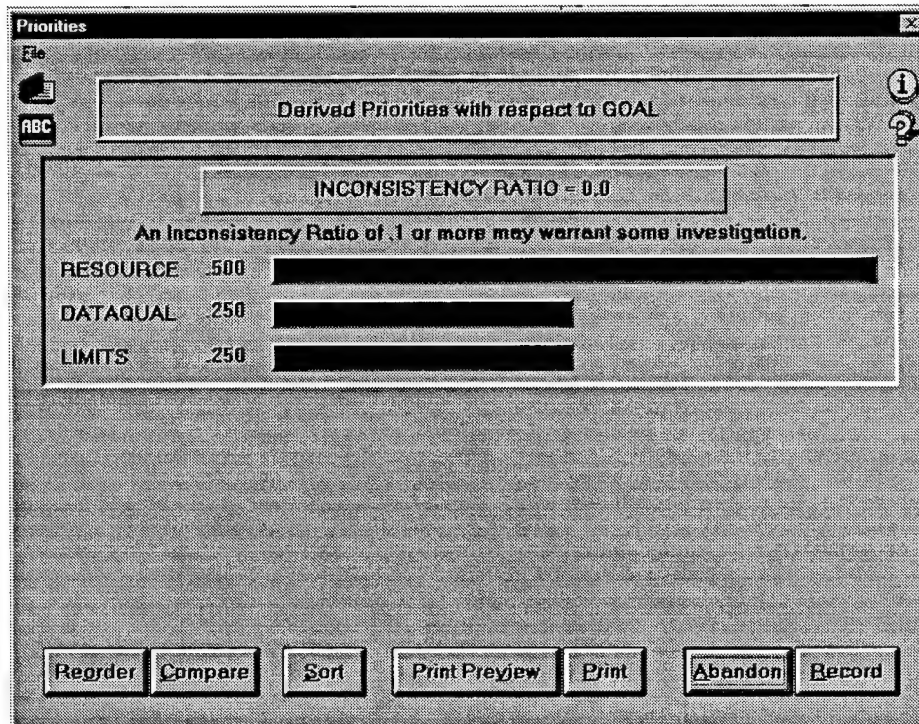 Priorities
File
ABC
Derived Priorities with respect to GOAL
i
?
INCONSISTENCY RATIO = 0.0
An Inconsistency Ratio of .1 or more may warrant some investigation.
RESOURCE .500
DATAQUAL .250
LIMITS .250
Reorder Compare Sort Print Preview Print Abandon Record